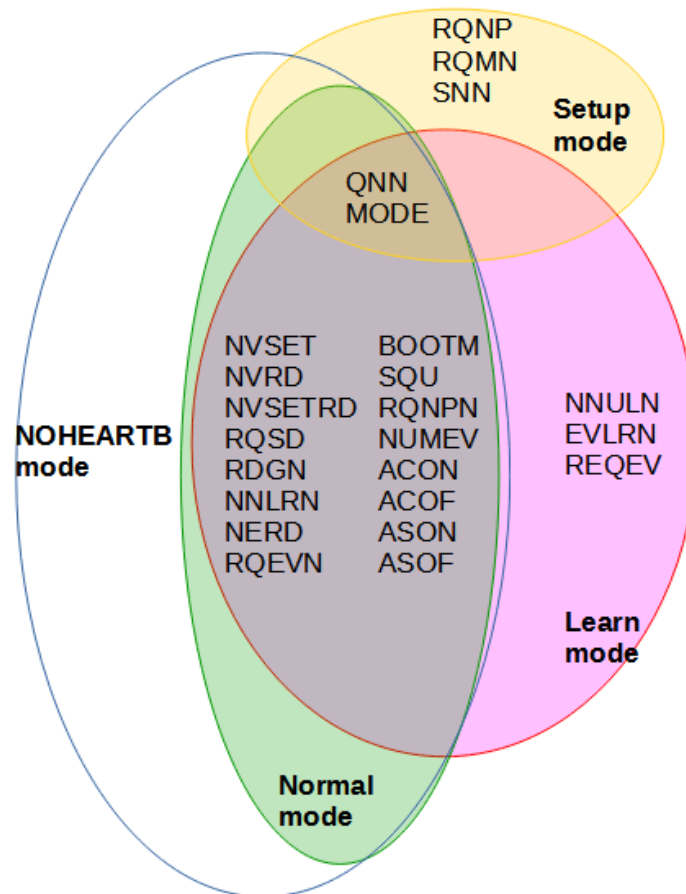 RQNP
RQMN
SNN
Setup
mode
QNN
MODE
NVSET
NVRD
NVSETRD
RQSD
RDGN
NNLRN
NERD
RQEVN
BOOTM
SQU
RQNPN
NUMEV
ACON
ACOF
ASON
ASOF
NOHEARTB
mode
NNULN
EVLRN
REQEV
Learn
mode
Normal
mode